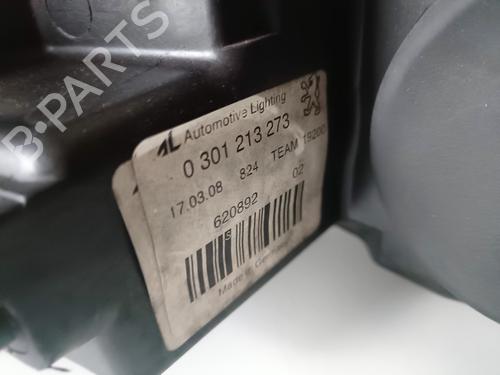 B-PARTS
AL Automotive Lighting
0 301 213 273
17.03.08 824 TEAM 19200
620892 02
Made in Germany